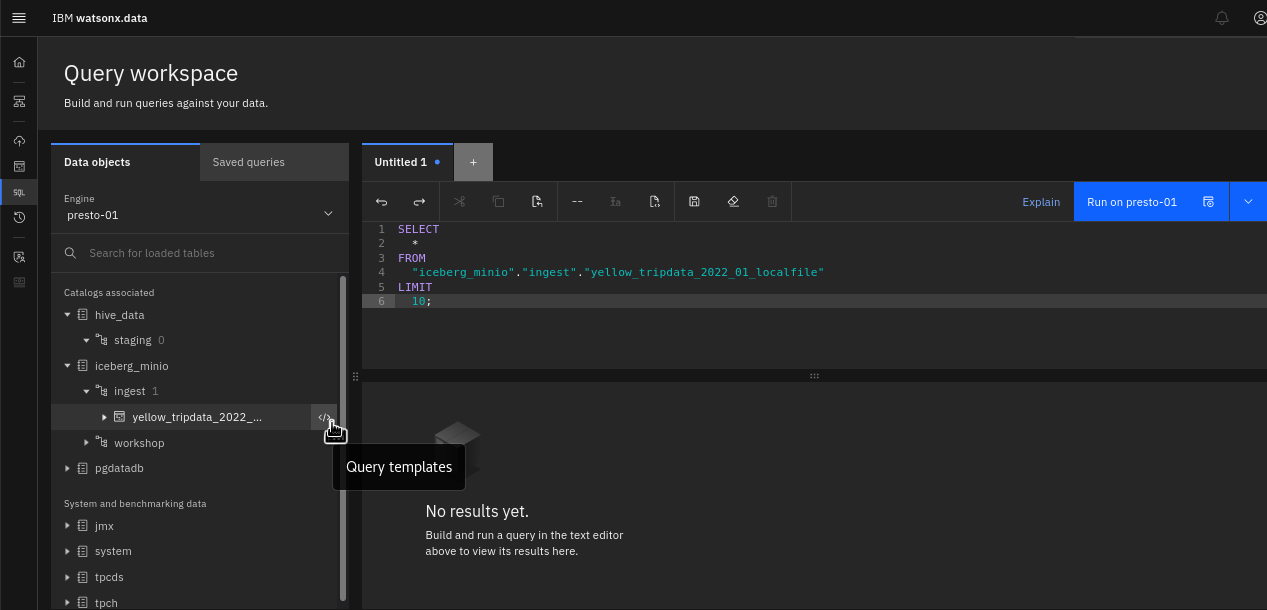 IBM watsonx.data
Query workspace
Build and run queries against your data.
Data objects
Saved queries
Engine
presto-01
Search for loaded tables
Catalogs associated
hive_data
staging 0
iceberg_minio
ingest 1
yellow_tripdata_2022_...
</>
workshop
Query templates
pgdatadb
System and benchmarking data
jmx
system
tpcds
tpch
SQL
Untitled 1
+
--
Explain
Run on presto-01
1 SELECT
2 *
3 FROM
4 "iceberg_minio"."ingest"."yellow_tripdata_2022_01_localfile"
5 LIMIT
6 10;
No results yet.
Build and run a query in the text editor
above to view its results here.